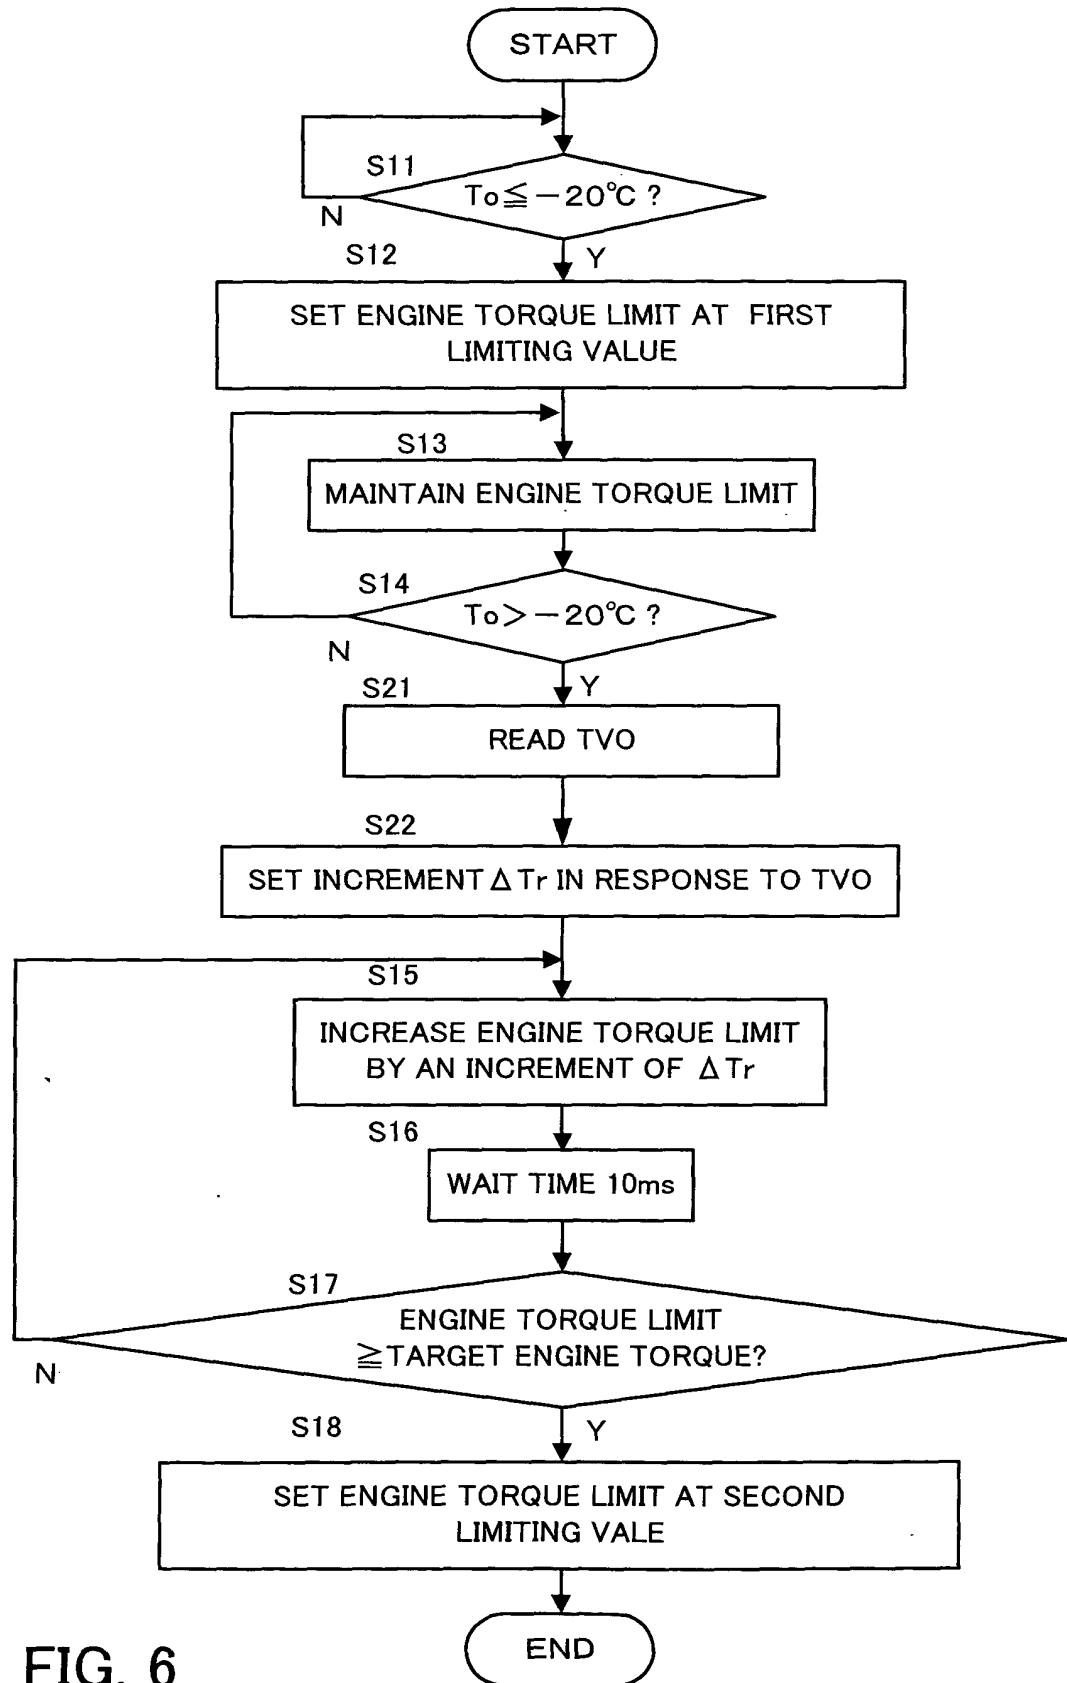 START
S11
To≦−20℃?
N
Y
S12
SET ENGINE TORQUE LIMIT AT FIRST
LIMITING VALUE
S13
MAINTAIN ENGINE TORQUE LIMIT
S14
To>−20℃?
N
Y
S21
READ TVO
S22
SET INCREMENT ΔTr IN RESPONSE TO TVO
S15
INCREASE ENGINE TORQUE LIMIT
BY AN INCREMENT OF ΔTr
S16
WAIT TIME 10ms
S17
ENGINE TORQUE LIMIT
≧TARGET ENGINE TORQUE?
N
Y
S18
SET ENGINE TORQUE LIMIT AT SECOND
LIMITING VALE
END
FIG. 6